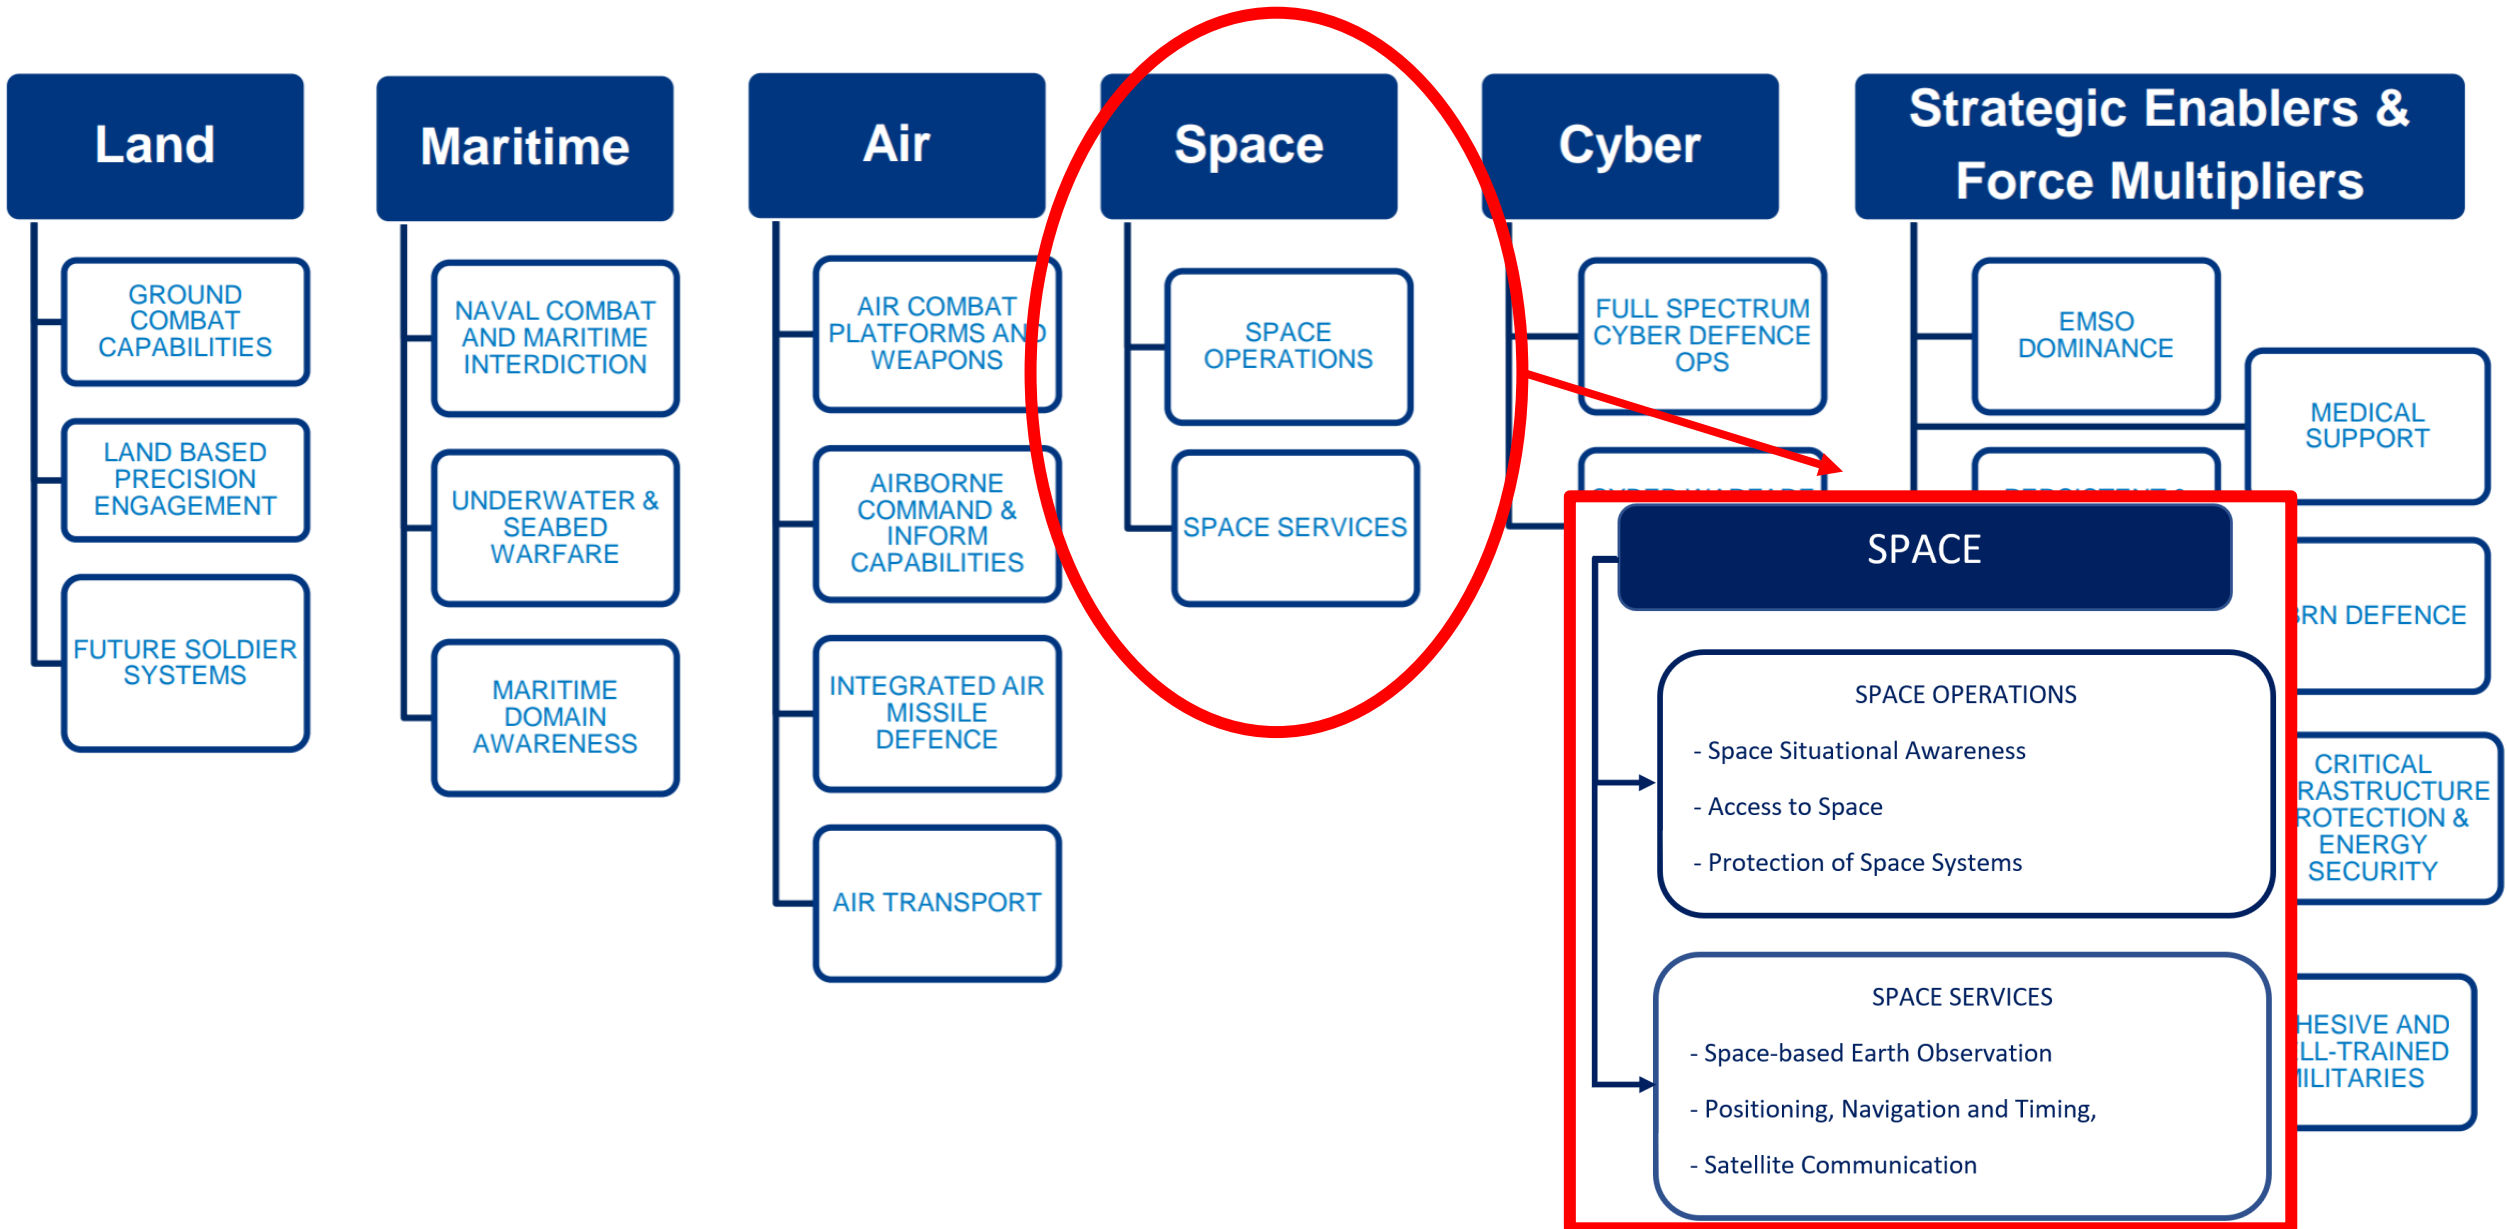 Land
GROUND
COMBAT
CAPABILITIES
LAND BASED
PRECISION
ENGAGEMENT
FUTURE SOLDIER
SYSTEMS
Maritime
NAVAL COMBAT
AND MARITIME
INTERDICTION
UNDERWATER &
SEABED
WARFARE
MARITIME
DOMAIN
AWARENESS
Air
AIR COMBAT
PLATFORMS AND
WEAPONS
AIRBORNE
COMMAND &
INFORM
CAPABILITIES
INTEGRATED AIR
MISSILE
DEFENCE
AIR TRANSPORT
Space
SPACE
OPERATIONS
SPACE SERVICES
Cyber
FULL SPECTRUM
CYBER DEFENCE
OPS
CYBER WARFARE
Strategic Enablers &
Force Multipliers
EMSO
DOMINANCE
PERSISTENT &
MEDICAL
SUPPORT
DEFENCE
CRITICAL
RASTRUCTURE
ROTECTION &
ENERGY
SECURITY
HESIVE AND
LL-TRAINED
ILITARIES
SPACE
SPACE OPERATIONS
- Space Situational Awareness
- Access to Space
- Protection of Space Systems
SPACE SERVICES
- Space-based Earth Observation
- Positioning, Navigation and Timing,
- Satellite Communication